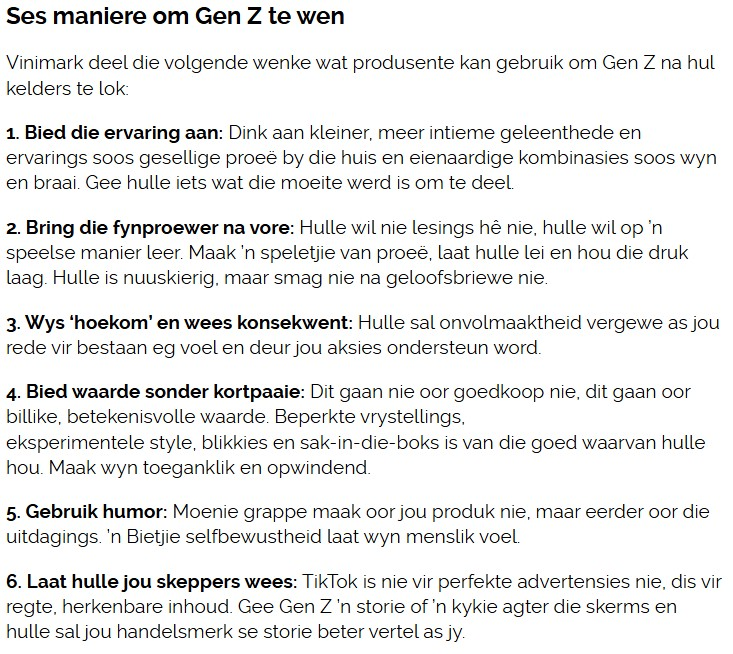 Ses maniere om Gen Z te wen
Vinimark deel die volgende wenke wat produsente kan gebruik om Gen Z na hul
kelders te lok:
1. Bied die ervaring aan: Dink aan kleiner, meer intieme geleenthede en
ervarings soos gesellige proeë by die huis en eienaardige kombinasies soos wyn
en braai. Gee hulle iets wat die moeite werd is om te deel.
2. Bring die fynproewer na vore: Hulle wil nie lesings hê nie, hulle wil op 'n
speelse manier leer. Maak 'n speletjie van proeë, laat hulle lei en hou die druk
laag. Hulle is nuuskierig, maar smag nie na geloofsbriewe nie.
3. Wys ‘hoekom’ en wees konsekwent: Hulle sal onvolmaaktheid vergewe as jou
rede vir bestaan eg voel en deur jou aksies ondersteun word.
4. Bied waarde sonder kortpaaie: Dit gaan nie oor goedkoop nie, dit gaan oor
billike, betekenisvolle waarde. Beperkte vrystellings,
eksperimentele style, blikkies en sak-in-die-boks is van die goed waarvan hulle
hou. Maak wyn toeganklik en opwindend.
5. Gebruik humor: Moenie grappe maak oor jou produk nie, maar eerder oor die
uitdagings. 'n Bietjie selfbewustheid laat wyn menslik voel.
6. Laat hulle jou skeppers wees: TikTok is nie vir perfekte advertensies nie, dis vir
regte, herkenbare inhoud. Gee Gen Z 'n storie of 'n kykie agter die skerms en
hulle sal jou handelsmerk se storie beter vertel as jy.